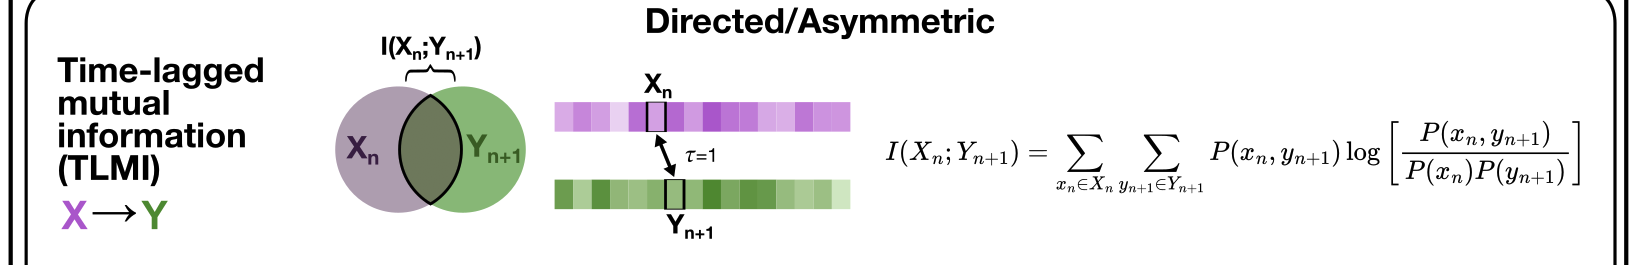 Directed/Asymmetric
Time-lagged
mutual
information
(TLMI)
X → Y
I(Xₙ;Yₙ₊₁)
Xₙ
Yₙ₊₁
Xₙ
τ=1
Yₙ₊₁
I(Xₙ; Yₙ₊₁) = ∑_{xₙ∈Xₙ} ∑_{yₙ₊₁∈Yₙ₊₁} P(xₙ, yₙ₊₁) log [ P(xₙ, yₙ₊₁) / P(xₙ)P(yₙ₊₁) ]